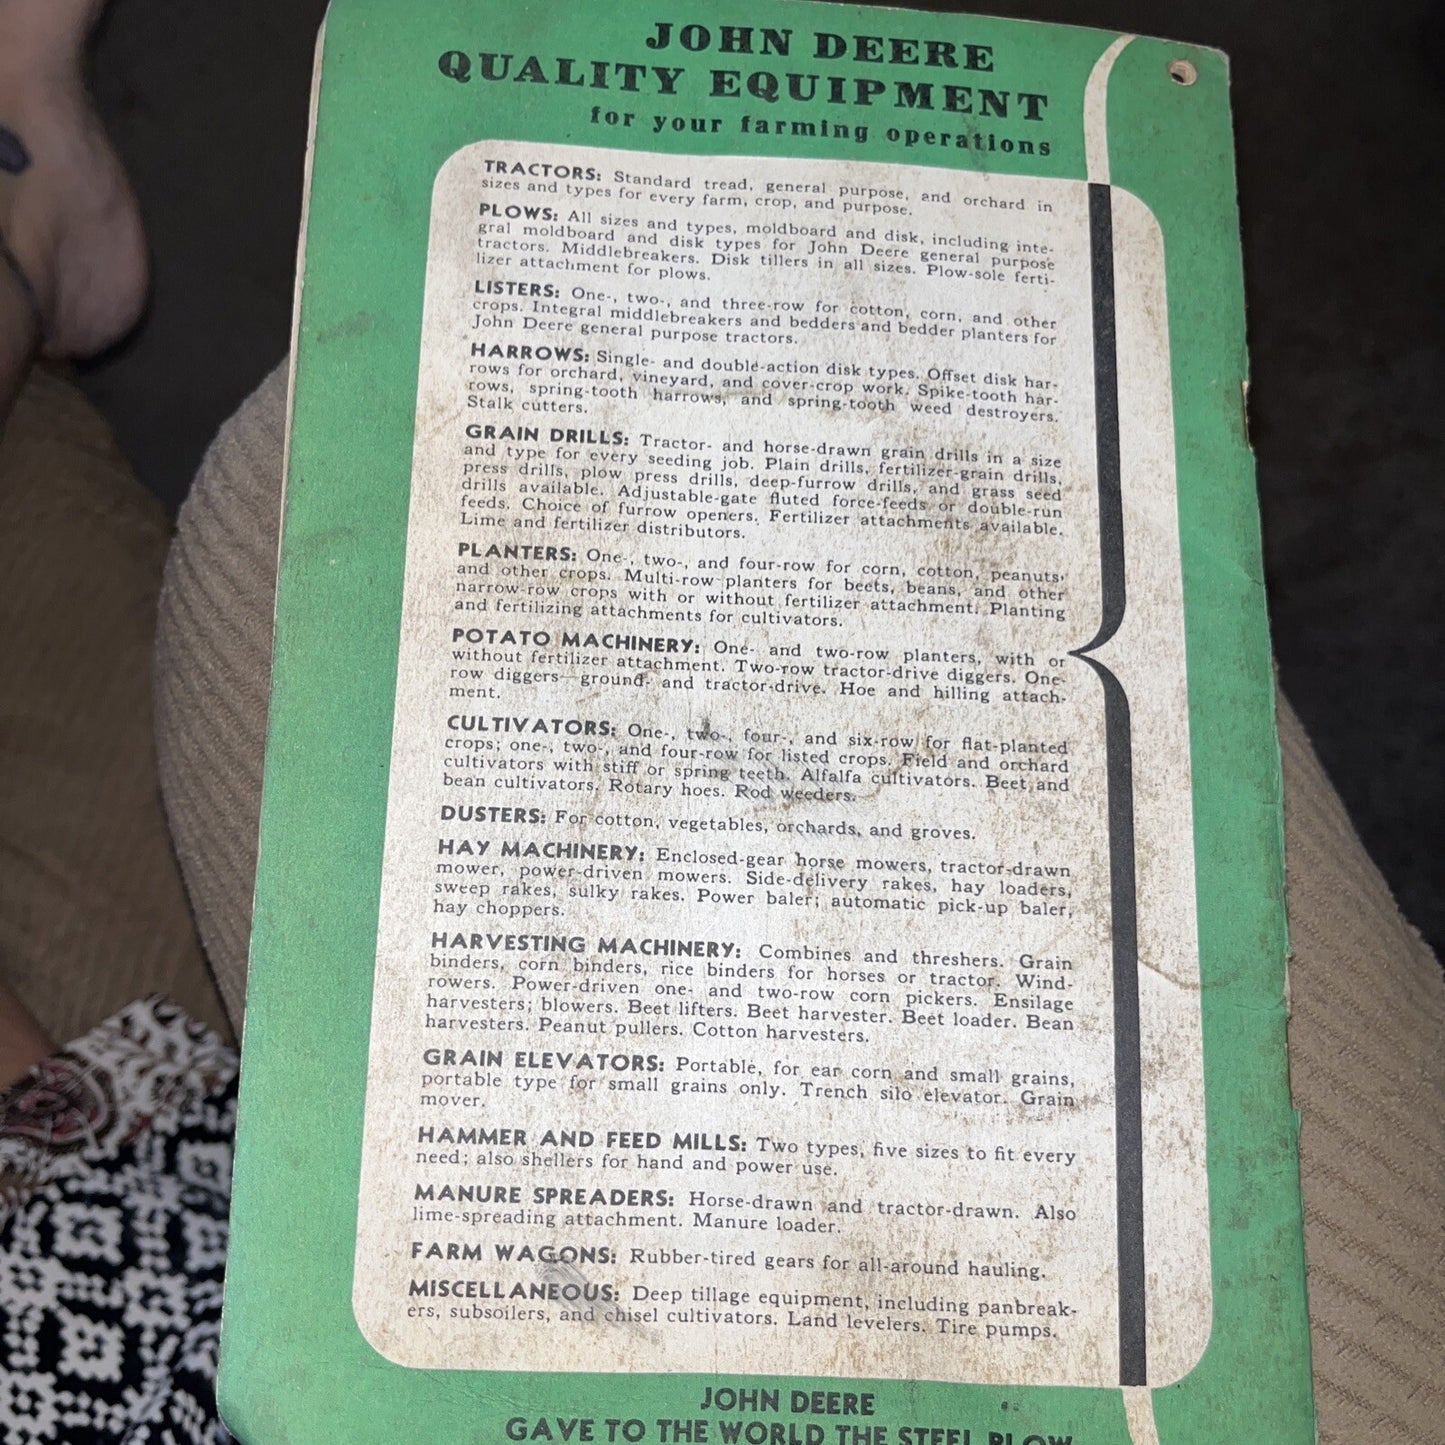 JOHN DEERE
QUALITY EQUIPMENT
for your farming operations
TRACTORS: Standard tread, general purpose, and orchard in
sizes and types for every farm, crop, and purpose.
PLOWS: All sizes and types, moldboard and disk, including inte-
gral moldboard and disk types for John Deere general purpose
tractors. Middlebreakers. Disk tillers in all sizes. Plow-sole ferti-
lizer attachment for plows.
LISTERS: One-, two-, and three-row for cotton, corn, and other
crops. Integral middlebreakers and bedders and bedder planters for
John Deere general purpose tractors.
HARROWS: Single- and double-action disk types. Offset disk har-
rows for orchard, vineyard, and cover-crop work. Spike-tooth har-
rows, spring-tooth harrows, and spring-tooth weed destroyers.
Stalk cutters.
GRAIN DRILLS: Tractor- and horse-drawn grain drills in a size
and type for every seeding job. Plain drills, fertilizer-grain drills,
press drills, plow press drills, deep-furrow drills, and grass seed
drills available. Adjustable-gate fluted force-feeds or double-run
feeds. Choice of furrow openers. Fertilizer attachments available.
Lime and fertilizer distributors.
PLANTERS: One-, two-, and four-row for corn, cotton, peanuts,
and other crops. Multi-row planters for beets, beans, and other
narrow-row crops with or without fertilizer attachment. Planting
and fertilizing attachments for cultivators.
POTATO MACHINERY: One- and two-row planters, with or
without fertilizer attachment. Two-row tractor-drive diggers. One-
row diggers—ground- and tractor-drive. Hoe and hilling attach-
ment.
CULTIVATORS: One-, two-, four-, and six-row for flat-planted
crops; one-, two-, and four-row for listed crops. Field and orchard
cultivators with stiff or spring teeth. Alfalfa cultivators. Beet and
bean cultivators. Rotary hoes. Rod weeders.
DUSTERS: For cotton, vegetables, orchards, and groves.
HAY MACHINERY: Enclosed-gear horse mowers, tractor-drawn
mower, power-driven mowers. Side-delivery rakes, hay loaders,
sweep rakes, sulky rakes. Power baler; automatic pick-up baler,
hay choppers.
HARVESTING MACHINERY: Combines and threshers. Grain
binders, corn binders, rice binders for horses or tractor. Wind-
rowers. Power-driven one- and two-row corn pickers. Ensilage
harvesters; blowers. Beet lifters. Beet harvester. Beet loader. Bean
harvesters. Peanut pullers. Cotton harvesters.
GRAIN ELEVATORS: Portable, for ear corn and small grains,
portable type for small grains only. Trench silo elevator. Grain
mover.
HAMMER AND FEED MILLS: Two types, five sizes to fit every
need; also shellers for hand and power use.
MANURE SPREADERS: Horse-drawn and tractor-drawn. Also
lime-spreading attachment. Manure loader.
FARM WAGONS: Rubber-tired gears for all-around hauling.
MISCELLANEOUS: Deep tillage equipment, including panbreak-
ers, subsoilers, and chisel cultivators. Land levelers. Tire pumps.
JOHN DEERE
GAVE TO THE WORLD THE STEEL PLOW